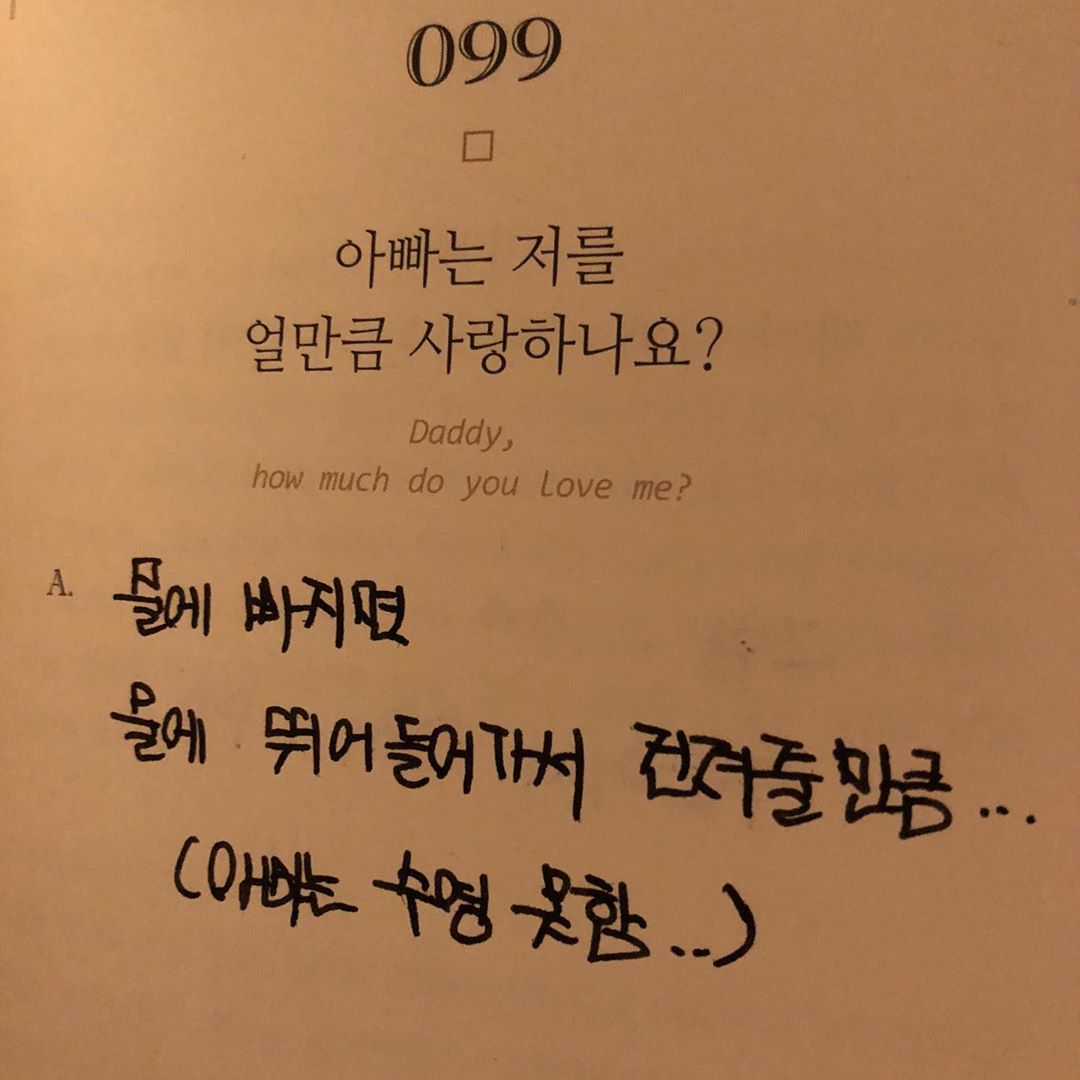 099
아빠는 저를
얼만큼 사랑하나요?
Daddy,
how much do you Love me?
A. 물에 빠지면
물에 뛰어들어가서 건져줄만큼...
(아빠는 수영 못함...)